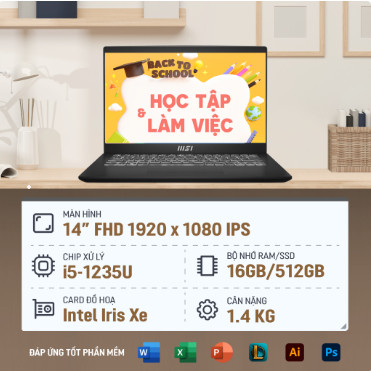 BACK TO
SCHOOL
HỌC TẬP
&
LÀM VIỆC
msi
MÀN HÌNH
14” FHD 1920 x 1080 IPS
CHIP XỬ LÝ
i5-1235U
BỘ NHỚ RAM/SSD
16GB/512GB
CARD ĐỒ HOẠ
Intel Iris Xe
CÂN NẶNG
1.4 KG
ĐÁP ỨNG TỐT PHẦN MỀM
W
X
P
L
Ai
Ps